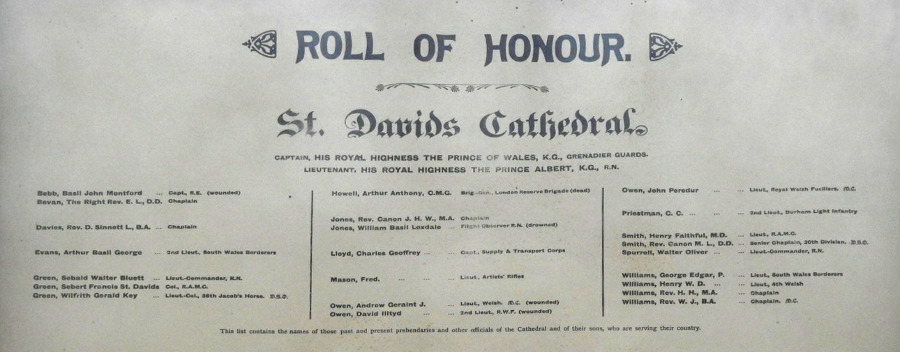 ROLL OF HONOUR.
St. Davids Cathedral.
CAPTAIN, HIS ROYAL HIGHNESS THE PRINCE OF WALES, K.G., GRENADIER GUARDS.
LIEUTENANT, HIS ROYAL HIGHNESS THE PRINCE ALBERT, K.G., R.N.
Bebb, Basil John Montford ... Capt., R.E. (wounded)
Bevan, The Right Rev. E. L., D.D. Chaplain
Davies, Rev. D. Sinnett L., B.A. ... Chaplain
Evans, Arthur Basil George ... 2nd Lieut., South Wales Borderers
Green, Sebald Walter Bluett ... Lieut.-Commander, R.N.
Green, Sebert Francis St. Davids Col., R.A.M.C.
Green, Wilfrith Gerald Key ... Lieut.-Col., 36th Jacob's Horse. D.S.O.
Howell, Arthur Anthony, C.M.G. Brig.-Gen., London Reserve Brigade (dead)
Jones, Rev. Canon J. H. W., M.A. Chaplain
Jones, William Basil Loxdale ... Flight Observer R.N. (drowned)
Lloyd, Charles Geoffrey ... ... Capt., Supply & Transport Corps
Mason, Fred. ... ... ... Lieut., Artists' Rifles
Owen, Andrew Geraint J. ... Lieut., Welsh. M.C. (wounded)
Owen, David Illtyd ... ... 2nd Lieut., R.W.F. (wounded)
Owen, John Peredur ... ... Lieut., Royal Welsh Fusiliers. M.C.
Priestman, C. C. ... ... ... 2nd Lieut., Durham Light Infantry
Smith, Henry Faithful, M.D. ... Lieut., R.A.M.C.
Smith, Rev. Canon M. L., D.D. ... Senior Chaplain, 20th Division. D.S.O.
Spurrell, Walter Oliver ... ... Lieut.-Commander, R.N.
Williams, George Edgar, P. ... Lieut., South Wales Borderers
Williams, Henry W. D. ... ... Lieut., 4th Welsh
Williams, Rev. H. H., M.A. ... Chaplain
Williams, Rev. W. J., B.A. ... Chaplain. M.C.
This list contains the names of those past and present prebendaries and other officials of the Cathedral and of their sons, who are serving their country.